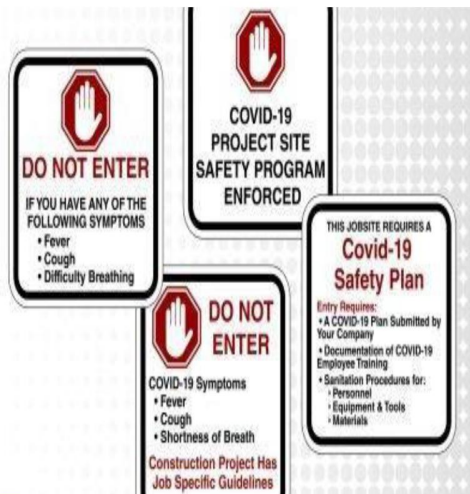 DO NOT ENTER
IF YOU HAVE ANY OF THE
FOLLOWING SYMPTOMS
• Fever
• Cough
• Difficulty Breathing
COVID-19
PROJECT SITE
SAFETY PROGRAM
ENFORCED
THIS JOBSITE REQUIRES A
Covid-19
Safety Plan
Entry Requires:
• A COVID-19 Plan Submitted by
Your Company
• Documentation of COVID-19
Employee Training
• Sanitation Procedures for:
› Personnel
› Equipment & Tools
› Materials
DO NOT
ENTER
COVID-19 Symptoms
• Fever
• Cough
• Shortness of Breath
Construction Project Has
Job Specific Guidelines